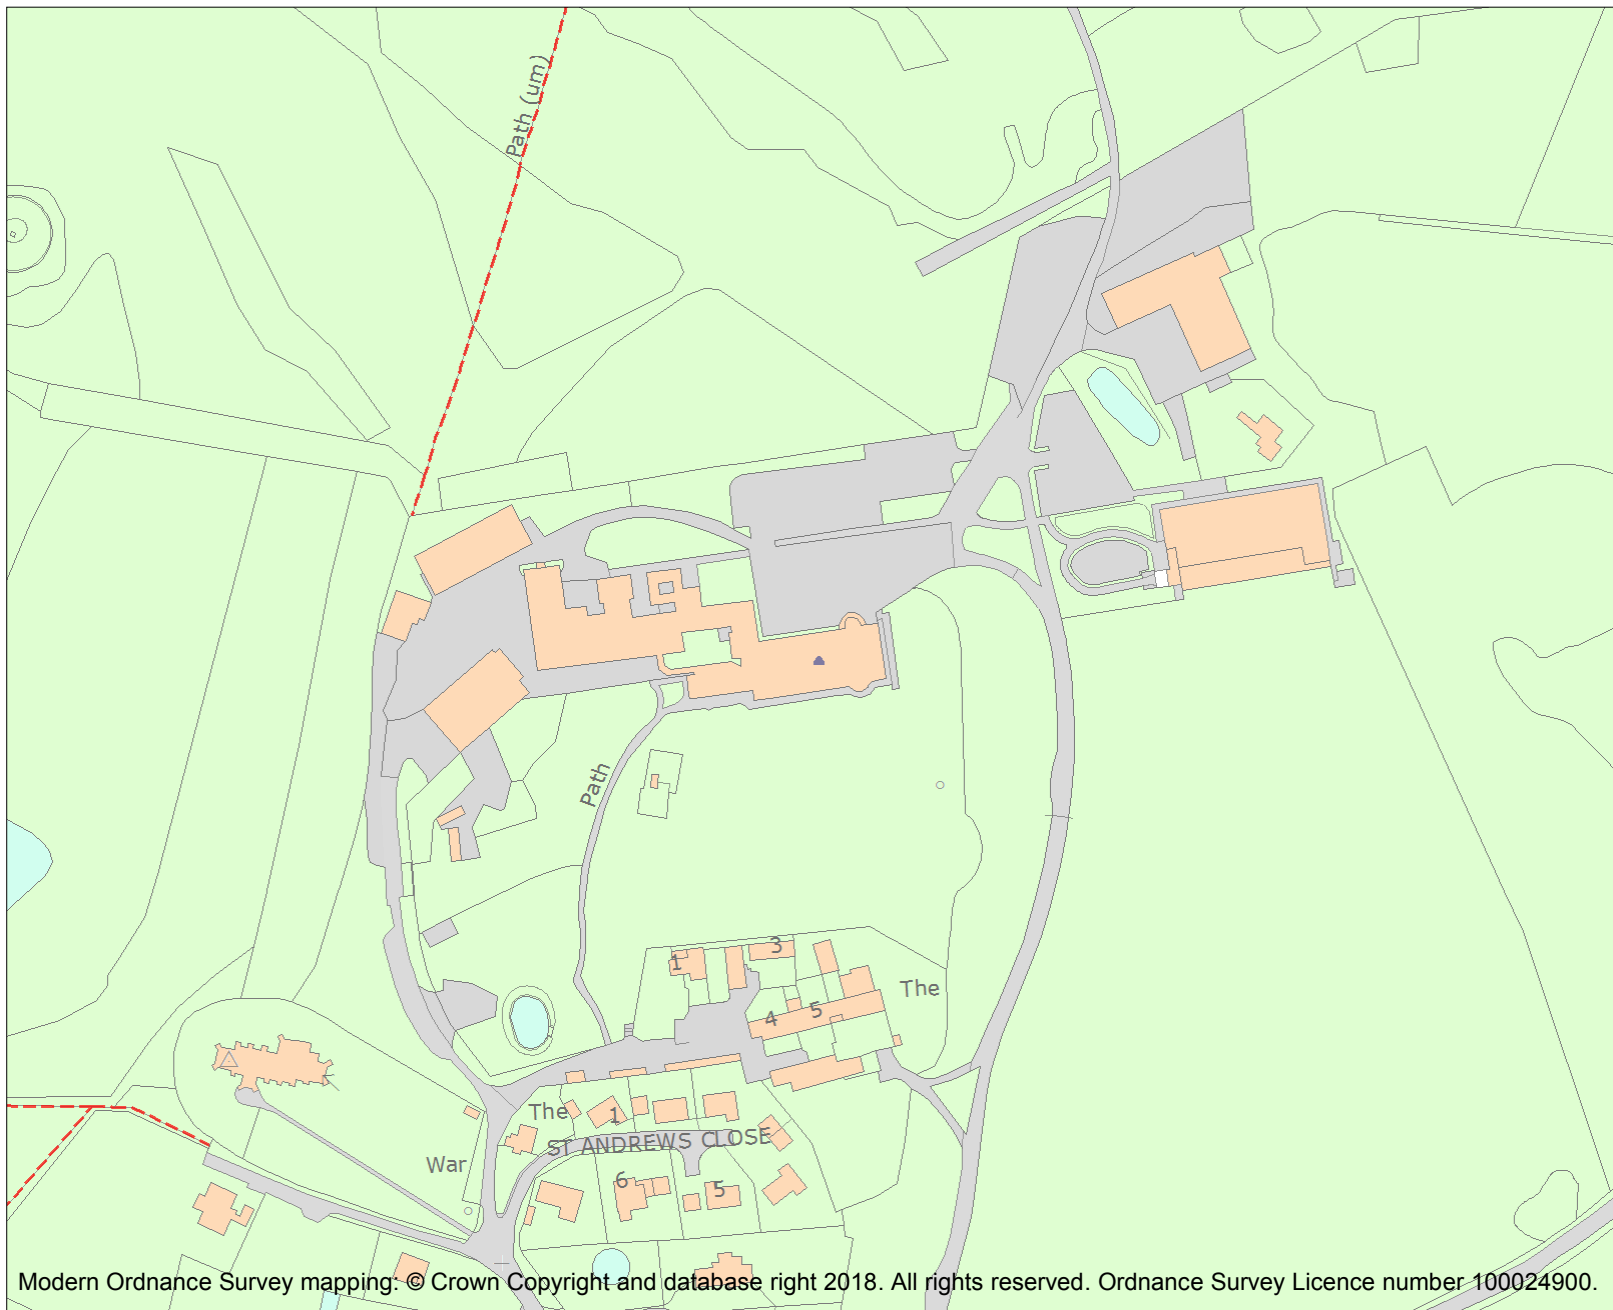 Path (um)
Path
1
3
The
4
5
The
1
ST ANDREWS CLOSE
War
6
5
Modern Ordnance Survey mapping: © Crown Copyright and database right 2018. All rights reserved. Ordnance Survey Licence number 100024900.